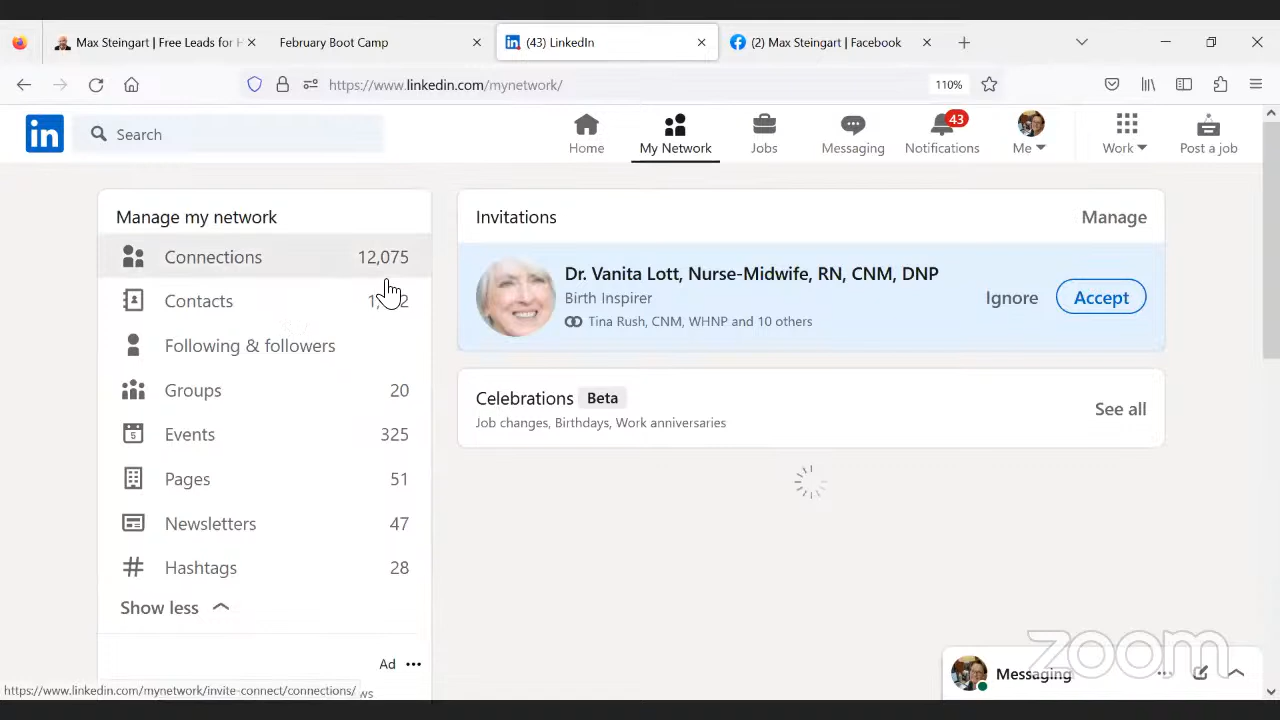 Max Steingart | Free Leads for H
February Boot Camp
(43) LinkedIn
(2) Max Steingart | Facebook
https://www.linkedin.com/mynetwork/
110%
in
Search
Home
My Network
Jobs
Messaging
43
Notifications
Me
Work
Post a job
Manage my network
Connections 12,075
Contacts
Following & followers
Groups 20
Events 325
Pages 51
Newsletters 47
Hashtags 28
Show less
Ad
Invitations
Manage
Dr. Vanita Lott, Nurse-Midwife, RN, CNM, DNP
Birth Inspirer
Tina Rush, CNM, WHNP and 10 others
Ignore
Accept
Celebrations Beta
Job changes, Birthdays, Work anniversaries
See all
zoom
Messaging
https://www.linkedin.com/mynetwork/invite-connect/connections/